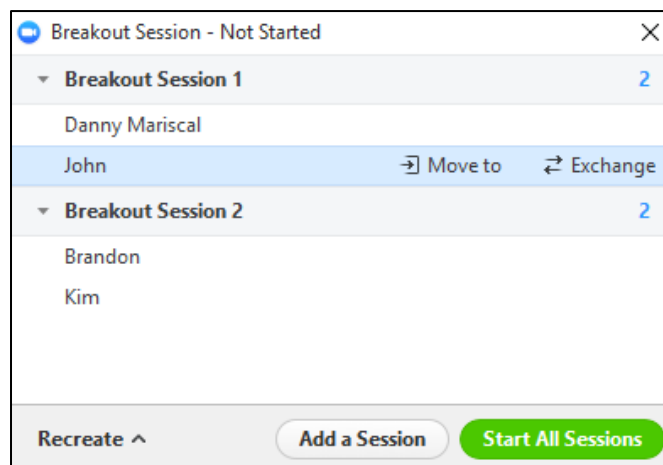 Breakout Session - Not Started
Breakout Session 1 2
Danny Mariscal
John Move to Exchange
Breakout Session 2 2
Brandon
Kim
Recreate Add a Session Start All Sessions